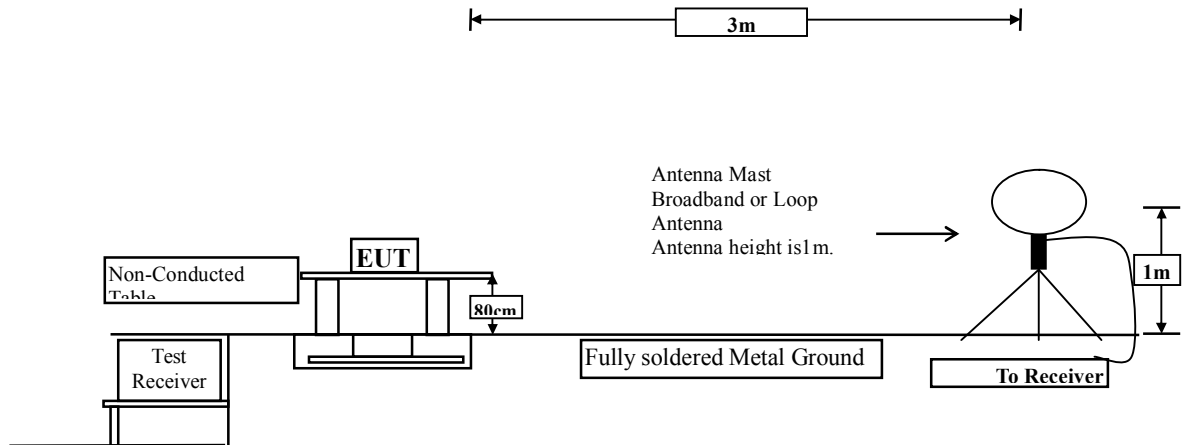 3m
Antenna Mast
Broadband or Loop
Antenna
Antenna height is1m.
EUT
Non-Conducted
Table
80cm
1m
Test
Receiver
Fully soldered Metal Ground
To Receiver